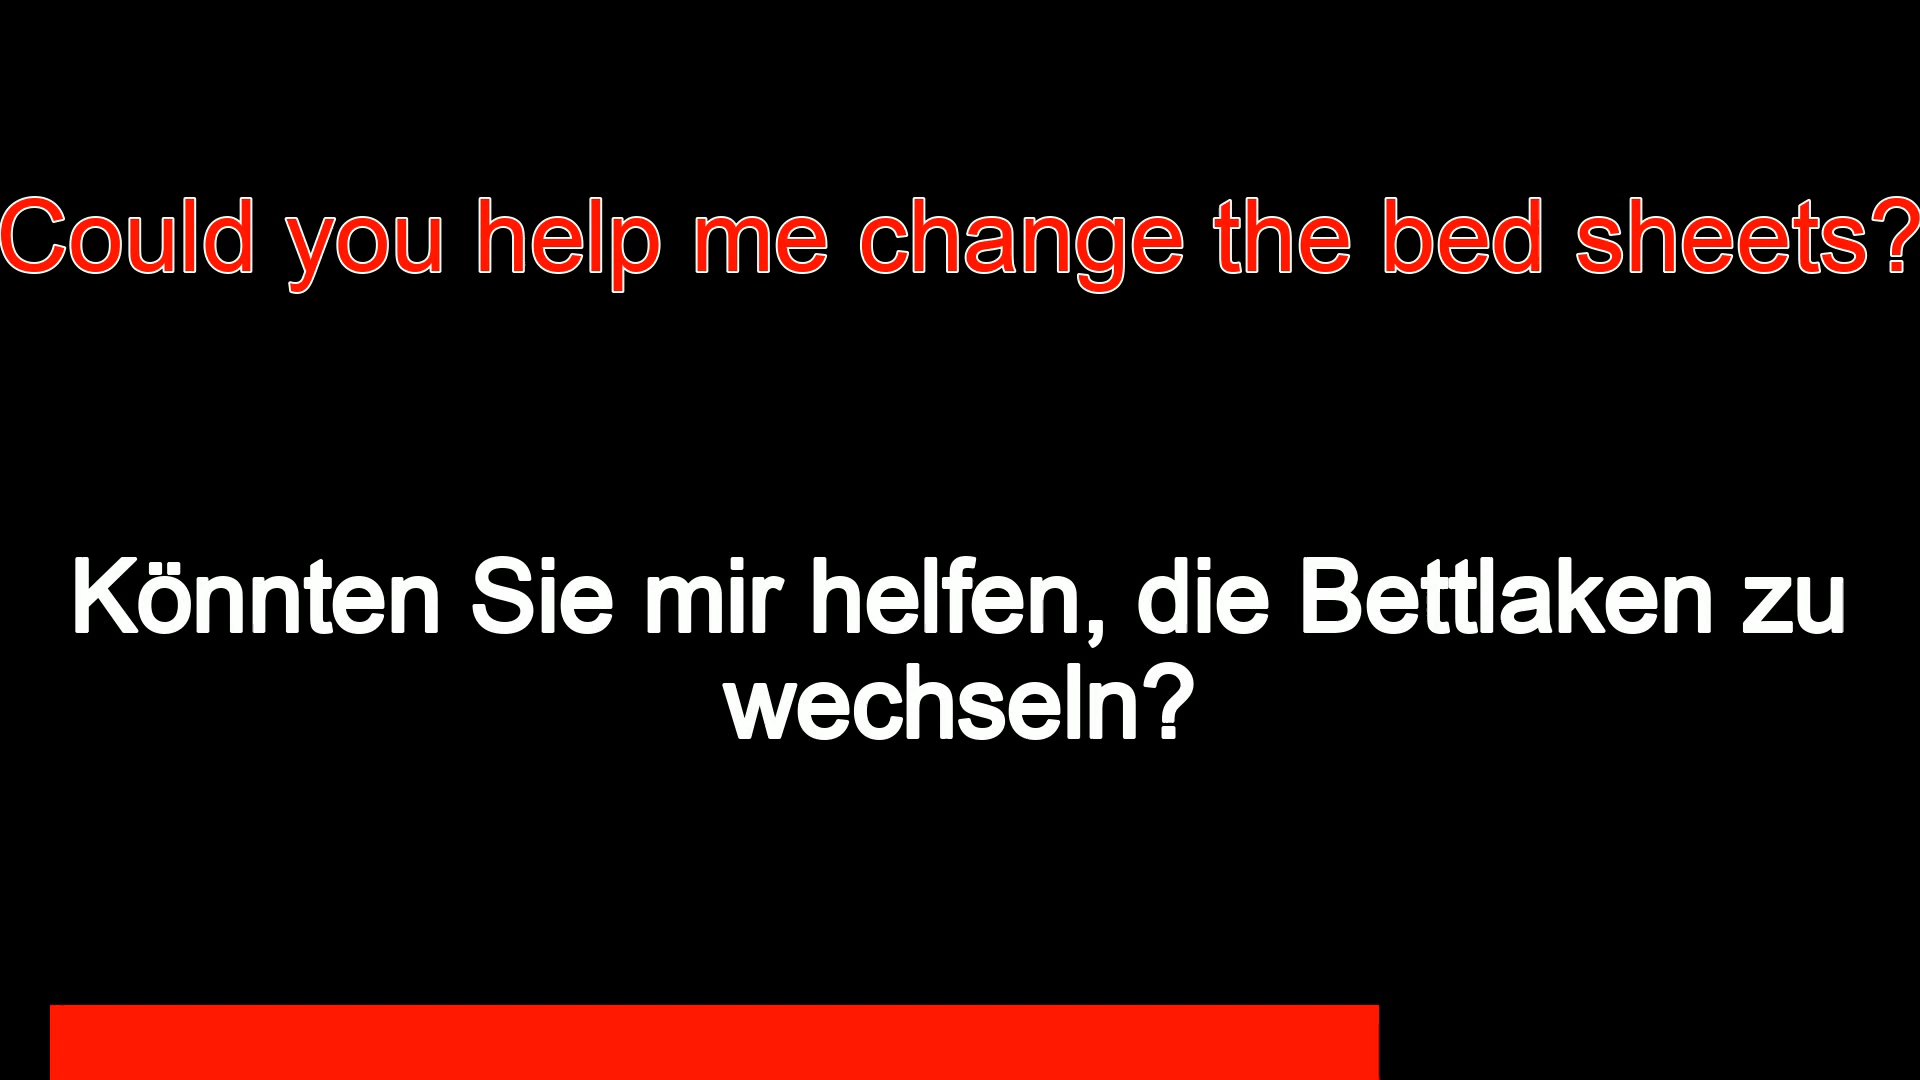 Could you help me change the bed sheets?
Könnten Sie mir helfen, die Bettlaken zu
wechseln?